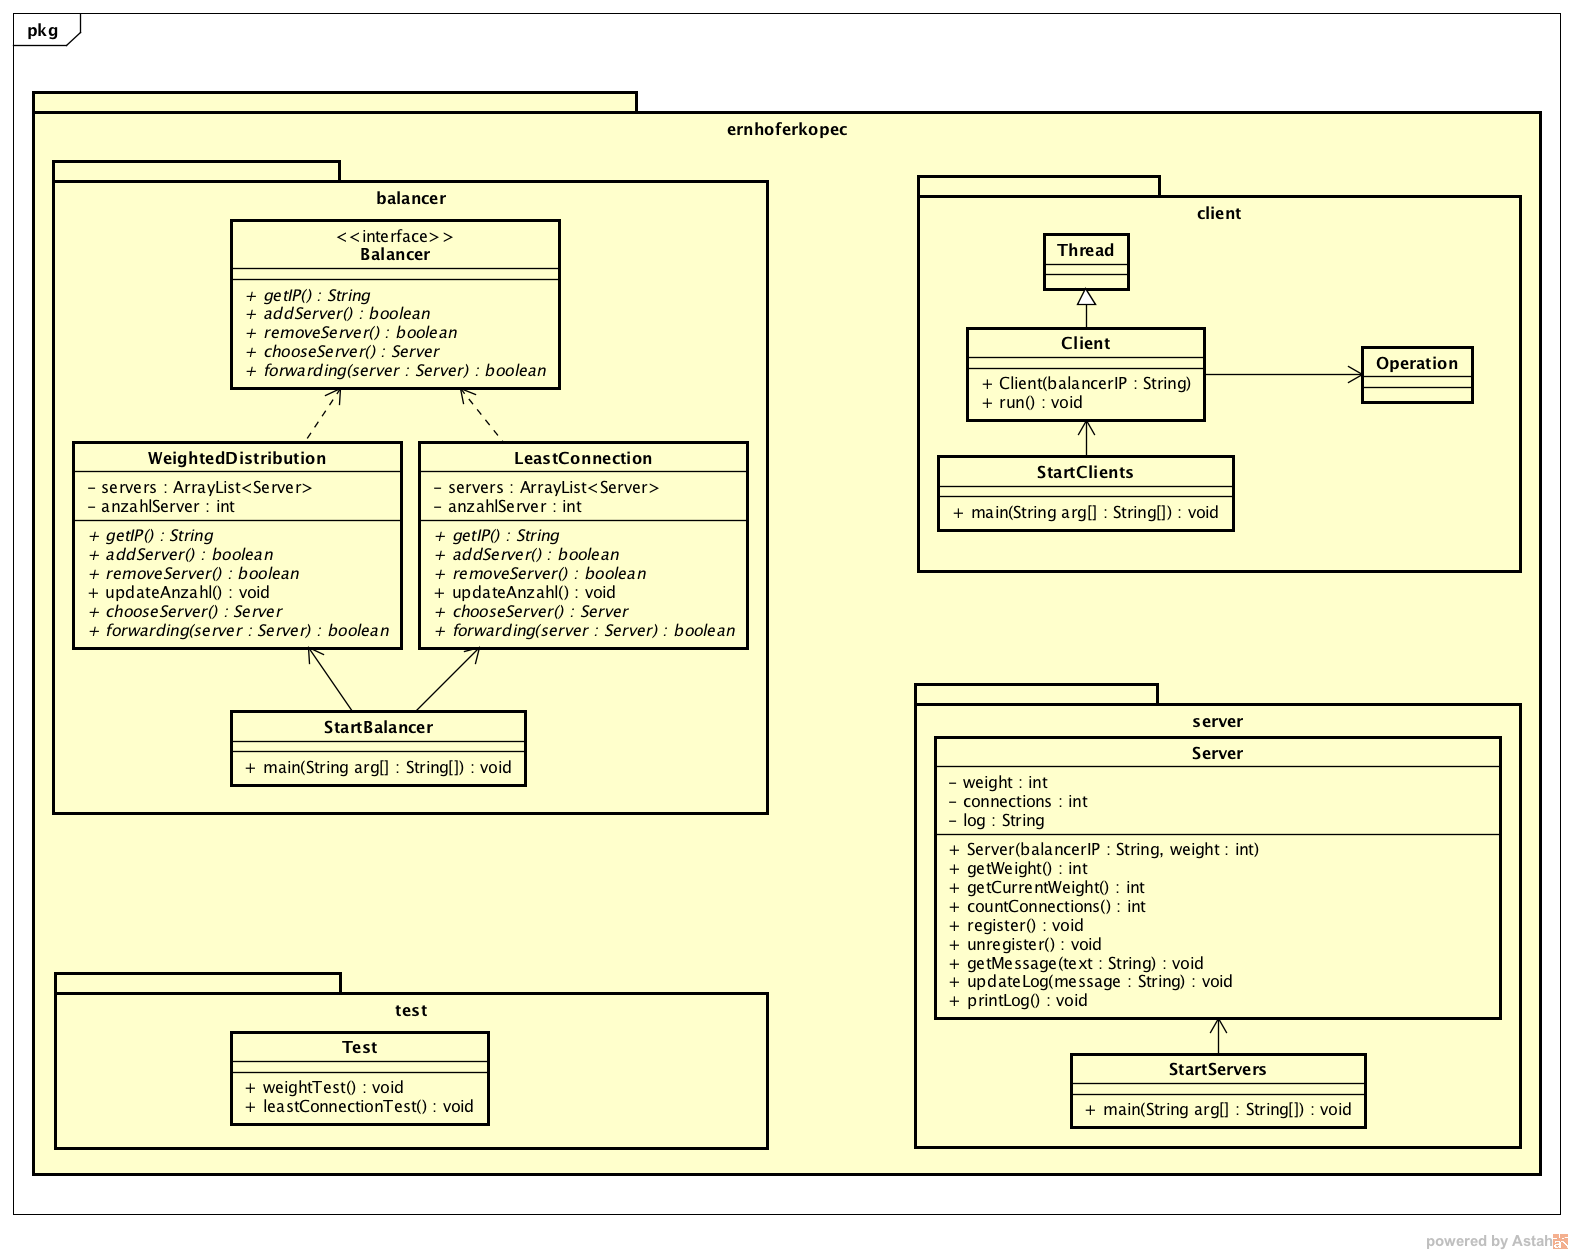 pkg
ernhoferkopec
balancer
<<interface>>
Balancer
+ getIP() : String
+ addServer() : boolean
+ removeServer() : boolean
+ chooseServer() : Server
+ forwarding(server : Server) : boolean
WeightedDistribution
- servers : ArrayList<Server>
- anzahlServer : int
+ getIP() : String
+ addServer() : boolean
+ removeServer() : boolean
+ updateAnzahl() : void
+ chooseServer() : Server
+ forwarding(server : Server) : boolean
LeastConnection
- servers : ArrayList<Server>
- anzahlServer : int
+ getIP() : String
+ addServer() : boolean
+ removeServer() : boolean
+ updateAnzahl() : void
+ chooseServer() : Server
+ forwarding(server : Server) : boolean
StartBalancer
+ main(String arg[] : String[]) : void
client
Thread
Client
+ Client(balancerIP : String)
+ run() : void
Operation
StartClients
+ main(String arg[] : String[]) : void
server
Server
- weight : int
- connections : int
- log : String
+ Server(balancerIP : String, weight : int)
+ getWeight() : int
+ getCurrentWeight() : int
+ countConnections() : int
+ register() : void
+ unregister() : void
+ getMessage(text : String) : void
+ updateLog(message : String) : void
+ printLog() : void
StartServers
+ main(String arg[] : String[]) : void
test
Test
+ weightTest() : void
+ leastConnectionTest() : void
powered by Astah